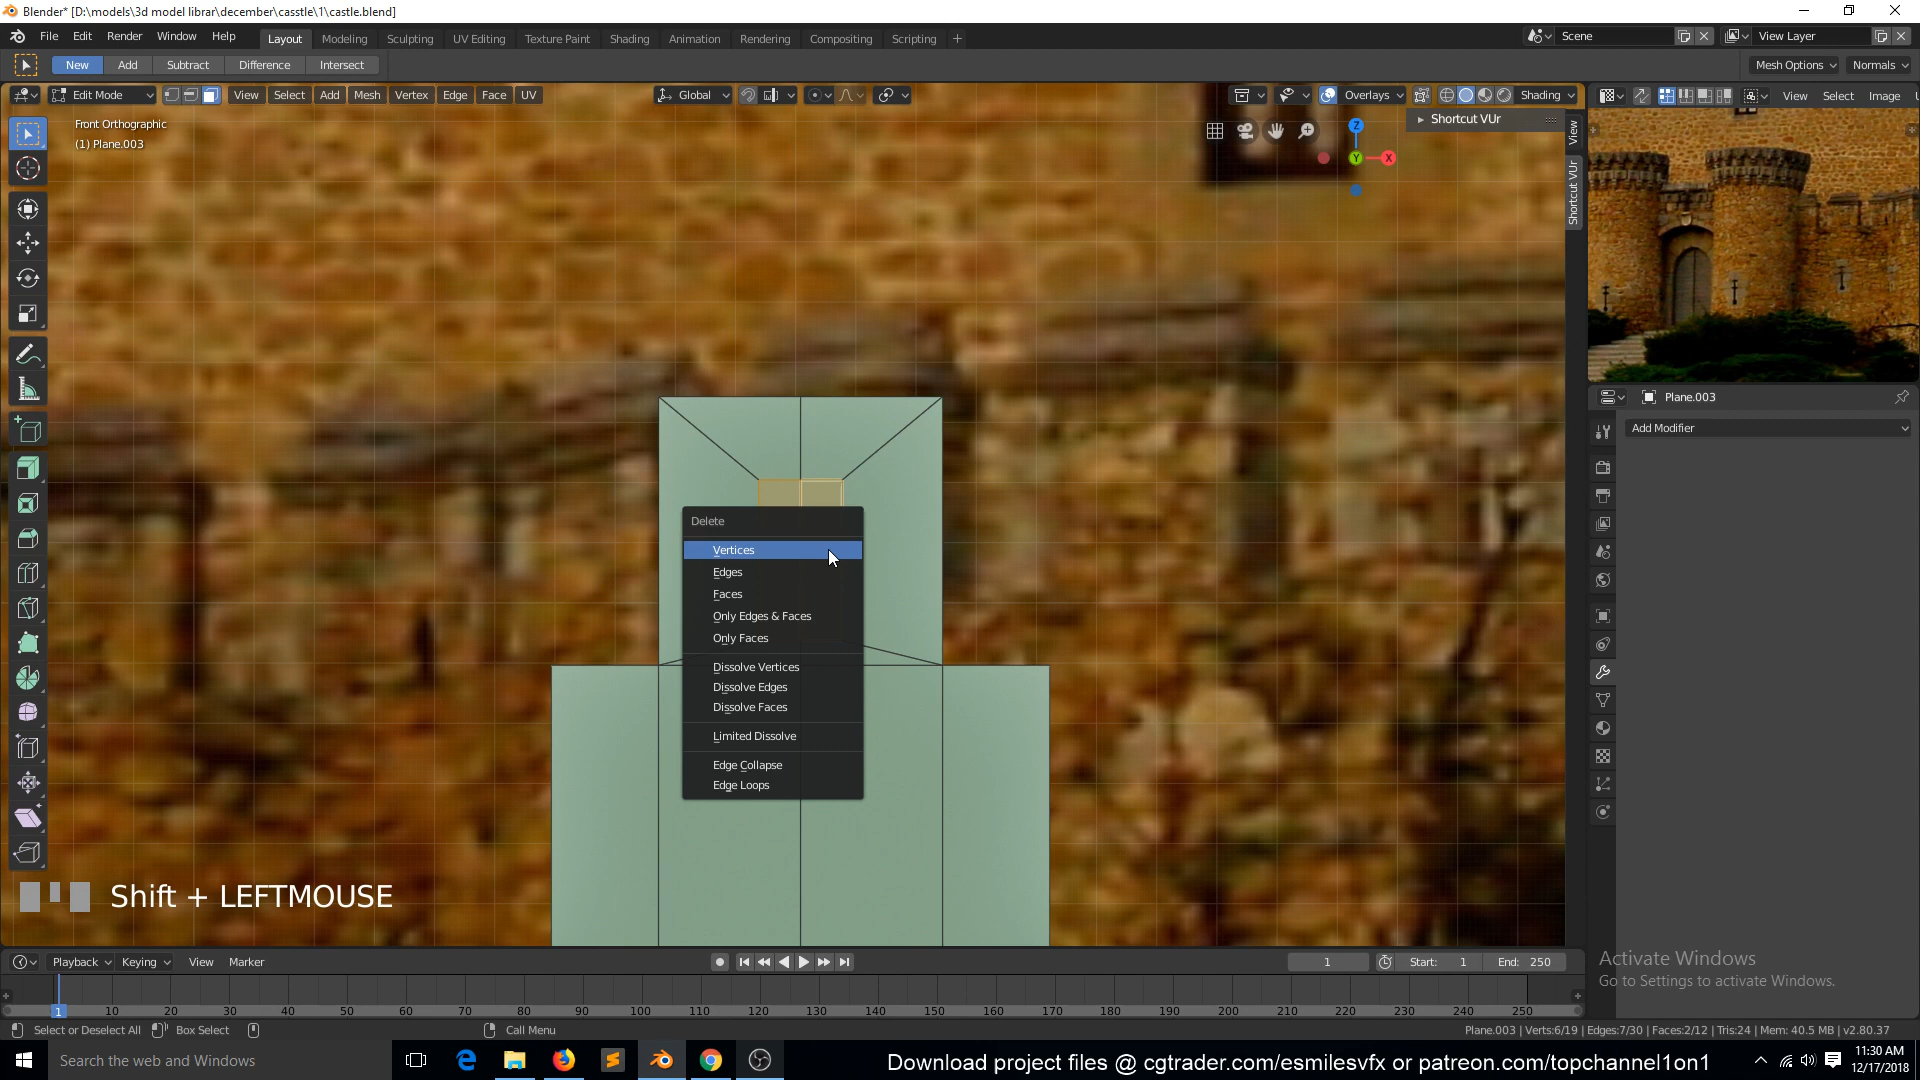 Blender* [D:\models\3d model librar\december\casstle\1\castle.blend]
File Edit Render Window Help Layout Modeling Sculpting UV Editing Texture Paint Shading Animation Rendering Compositing Scripting Scene View Layer
New Add Subtract Difference Intersect Mesh Options Normals
Edit Mode View Select Add Mesh Vertex Edge Face UV Global Overlays Shading View Select Image
Front Orthographic
(1) Plane.003
Shortcut VUr
Z
Y
X
View
Shortcut VUr
Plane.003
Add Modifier
Delete
Vertices
Edges
Faces
Only Edges & Faces
Only Faces
Dissolve Vertices
Dissolve Edges
Dissolve Faces
Limited Dissolve
Edge Collapse
Edge Loops
Shift + LEFTMOUSE
Activate Windows
Go to Settings to activate Windows.
Playback Keying View Marker 1 Start: 1 End: 250
1 10 20 30 40 50 60 70 80 90 100 110 120 130 140 150 160 170 180 190 200 210 220 230 240 250
Select or Deselect All Box Select Call Menu Plane.003 | Verts:6/19 | Edges:7/30 | Faces:2/12 | Tris:24 | Mem: 40.5 MB | v2.80.37
Search the web and Windows
Download project files @ cgtrader.com/esmilesvfx or patreon.com/topchannel1on1
11:30 AM
12/17/2018